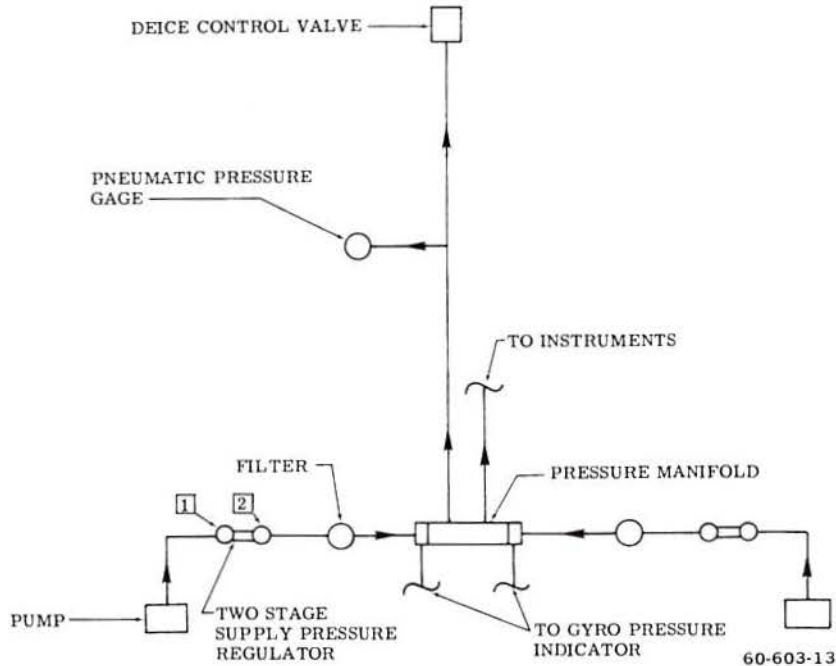 DEICE CONTROL VALVE
PNEUMATIC PRESSURE
GAGE
TO INSTRUMENTS
FILTER
PRESSURE MANIFOLD
1
2
PUMP
TWO STAGE
SUPPLY PRESSURE
REGULATOR
TO GYRO PRESSURE
INDICATOR
60-603-13